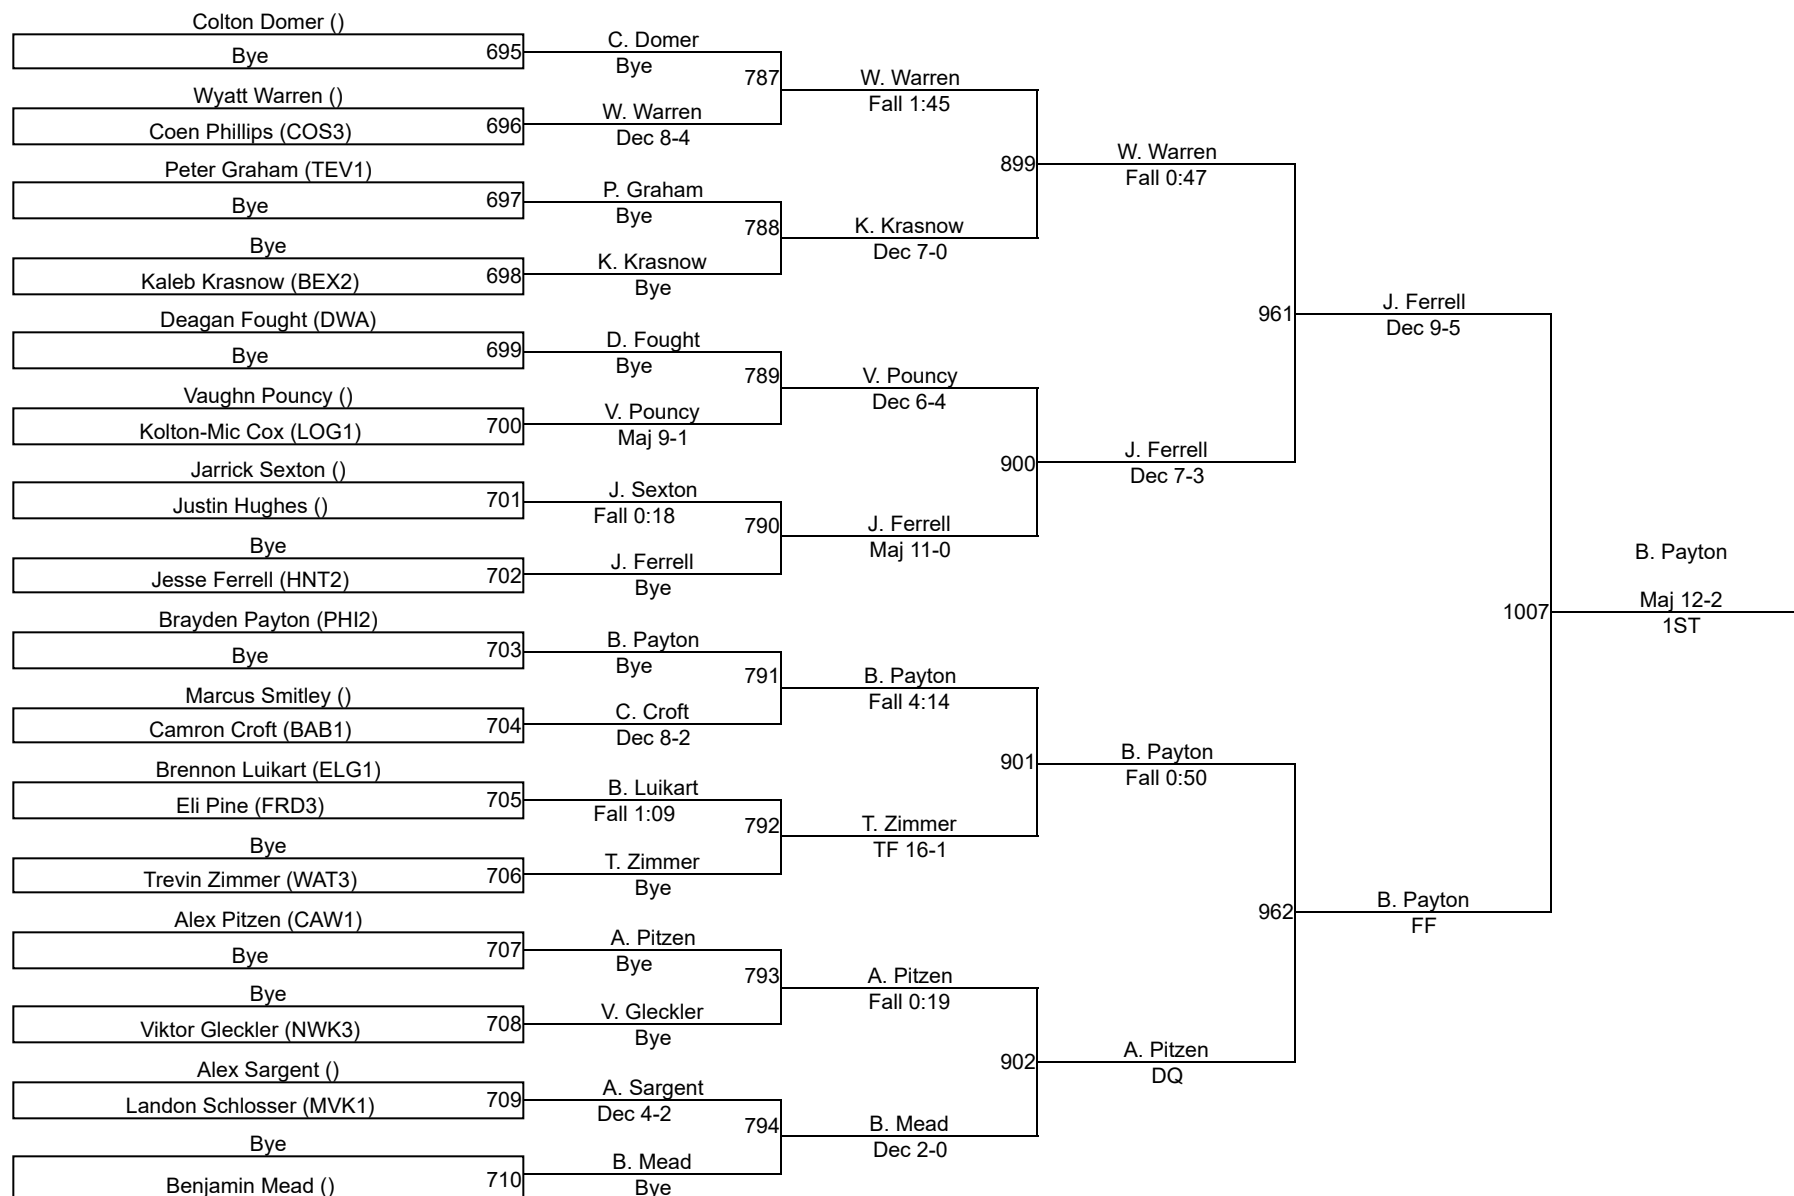 Colton Domer ()
Bye
695
Wyatt Warren ()
Coen Phillips (COS3)
696
Peter Graham (TEV1)
Bye
697
Bye
Kaleb Krasnow (BEX2)
698
Deagan Fought (DWA)
Bye
699
Vaughn Pouncy ()
Kolton-Mic Cox (LOG1)
700
Jarrick Sexton ()
Justin Hughes ()
701
Bye
Jesse Ferrell (HNT2)
702
Brayden Payton (PHI2)
Bye
703
Marcus Smitley ()
Camron Croft (BAB1)
704
Brennon Luikart (ELG1)
Eli Pine (FRD3)
705
Bye
Trevin Zimmer (WAT3)
706
Alex Pitzen (CAW1)
Bye
707
Bye
Viktor Gleckler (NWK3)
708
Alex Sargent ()
Landon Schlosser (MVK1)
709
Bye
Benjamin Mead ()
710
C. Domer
Bye
787
W. Warren
Dec 8-4
P. Graham
Bye
788
K. Krasnow
Bye
D. Fought
Bye
789
V. Pouncy
Maj 9-1
J. Sexton
Fall 0:18
790
J. Ferrell
Bye
B. Payton
Bye
791
C. Croft
Dec 8-2
B. Luikart
Fall 1:09
792
T. Zimmer
Bye
A. Pitzen
Bye
793
V. Gleckler
Bye
A. Sargent
Dec 4-2
794
B. Mead
Bye
W. Warren
Fall 1:45
899
K. Krasnow
Dec 7-0
V. Pouncy
Dec 6-4
900
J. Ferrell
Maj 11-0
B. Payton
Fall 4:14
901
T. Zimmer
TF 16-1
A. Pitzen
Fall 0:19
902
B. Mead
Dec 2-0
W. Warren
Fall 0:47
961
J. Ferrell
Dec 7-3
B. Payton
Fall 0:50
962
A. Pitzen
DQ
J. Ferrell
Dec 9-5
1007
B. Payton
FF
B. Payton
Maj 12-2
1ST